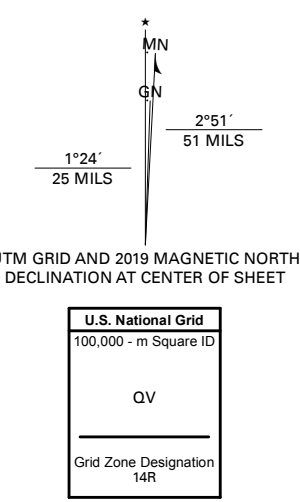 ★
MN
GN
2°51´
51 MILS
1°24´
25 MILS
UTM GRID AND 2019 MAGNETIC NORTH
DECLINATION AT CENTER OF SHEET
U.S. National Grid
100,000 - m Square ID
QV
Grid Zone Designation
14R